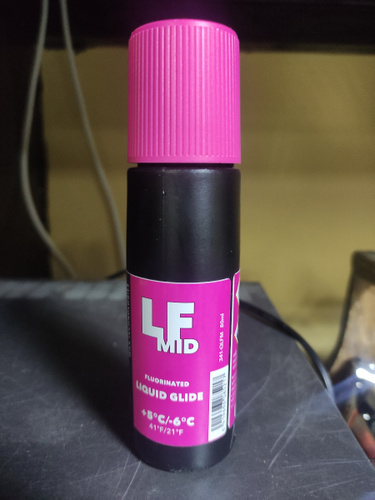 LF
MID
FLUORINATED
LIQUID GLIDE
+5°C/-6°C
41°F/21°F